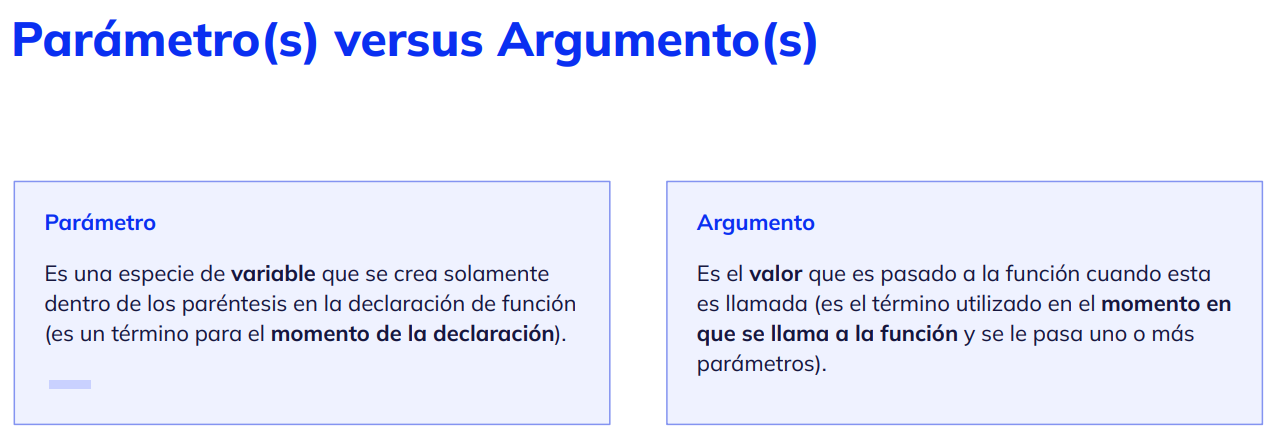 Parámetro(s) versus Argumento(s)
Parámetro
Es una especie de variable que se crea solamente
dentro de los paréntesis en la declaración de función
(es un término para el momento de la declaración).
Argumento
Es el valor que es pasado a la función cuando esta
es llamada (es el término utilizado en el momento en
que se llama a la función y se le pasa uno o más
parámetros).